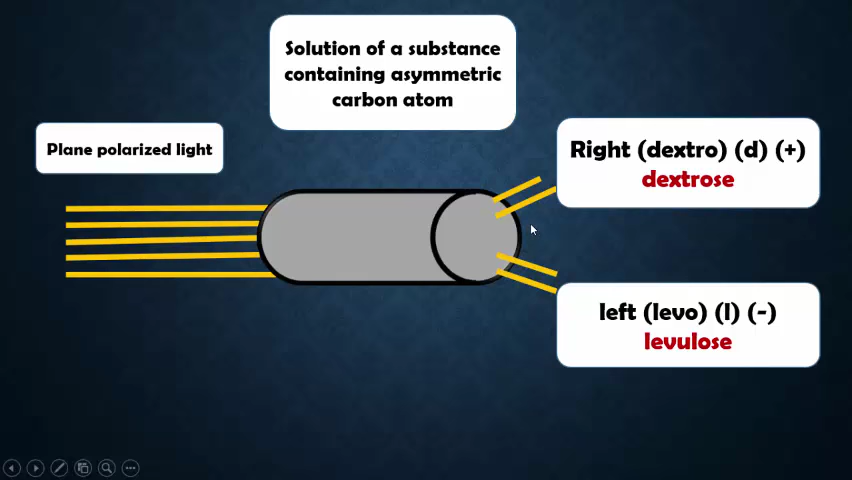 Solution of a substance
containing asymmetric
carbon atom
Plane polarized light
Right (dextro) (d) (+)
dextrose
left (levo) (l) (-)
levulose